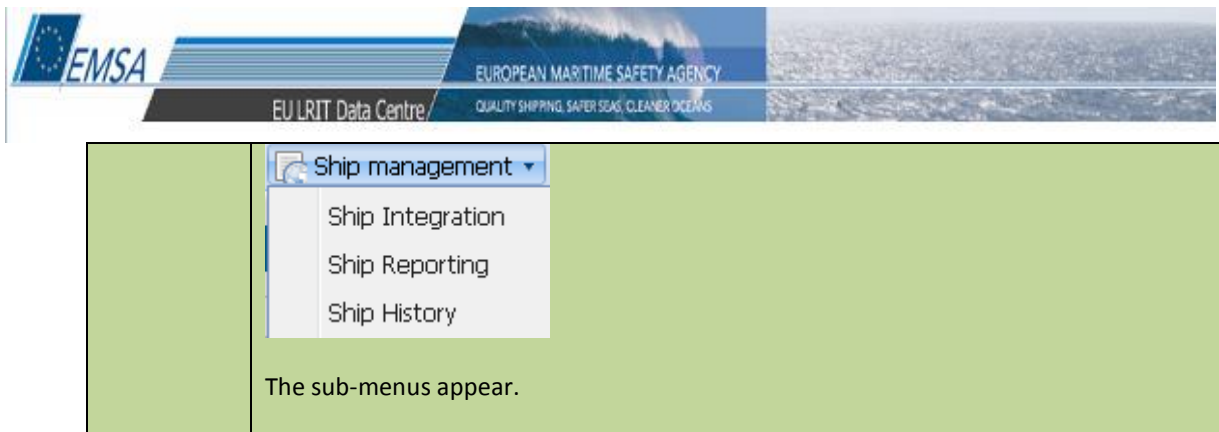 EMSA
EUROPEAN MARITIME SAFETY AGENCY
EU LRIT Data Centre
QUALITY SHIPPING, SAFER SEAS, CLEANER OCEANS
Ship management
Ship Integration
Ship Reporting
Ship History
The sub-menus appear.